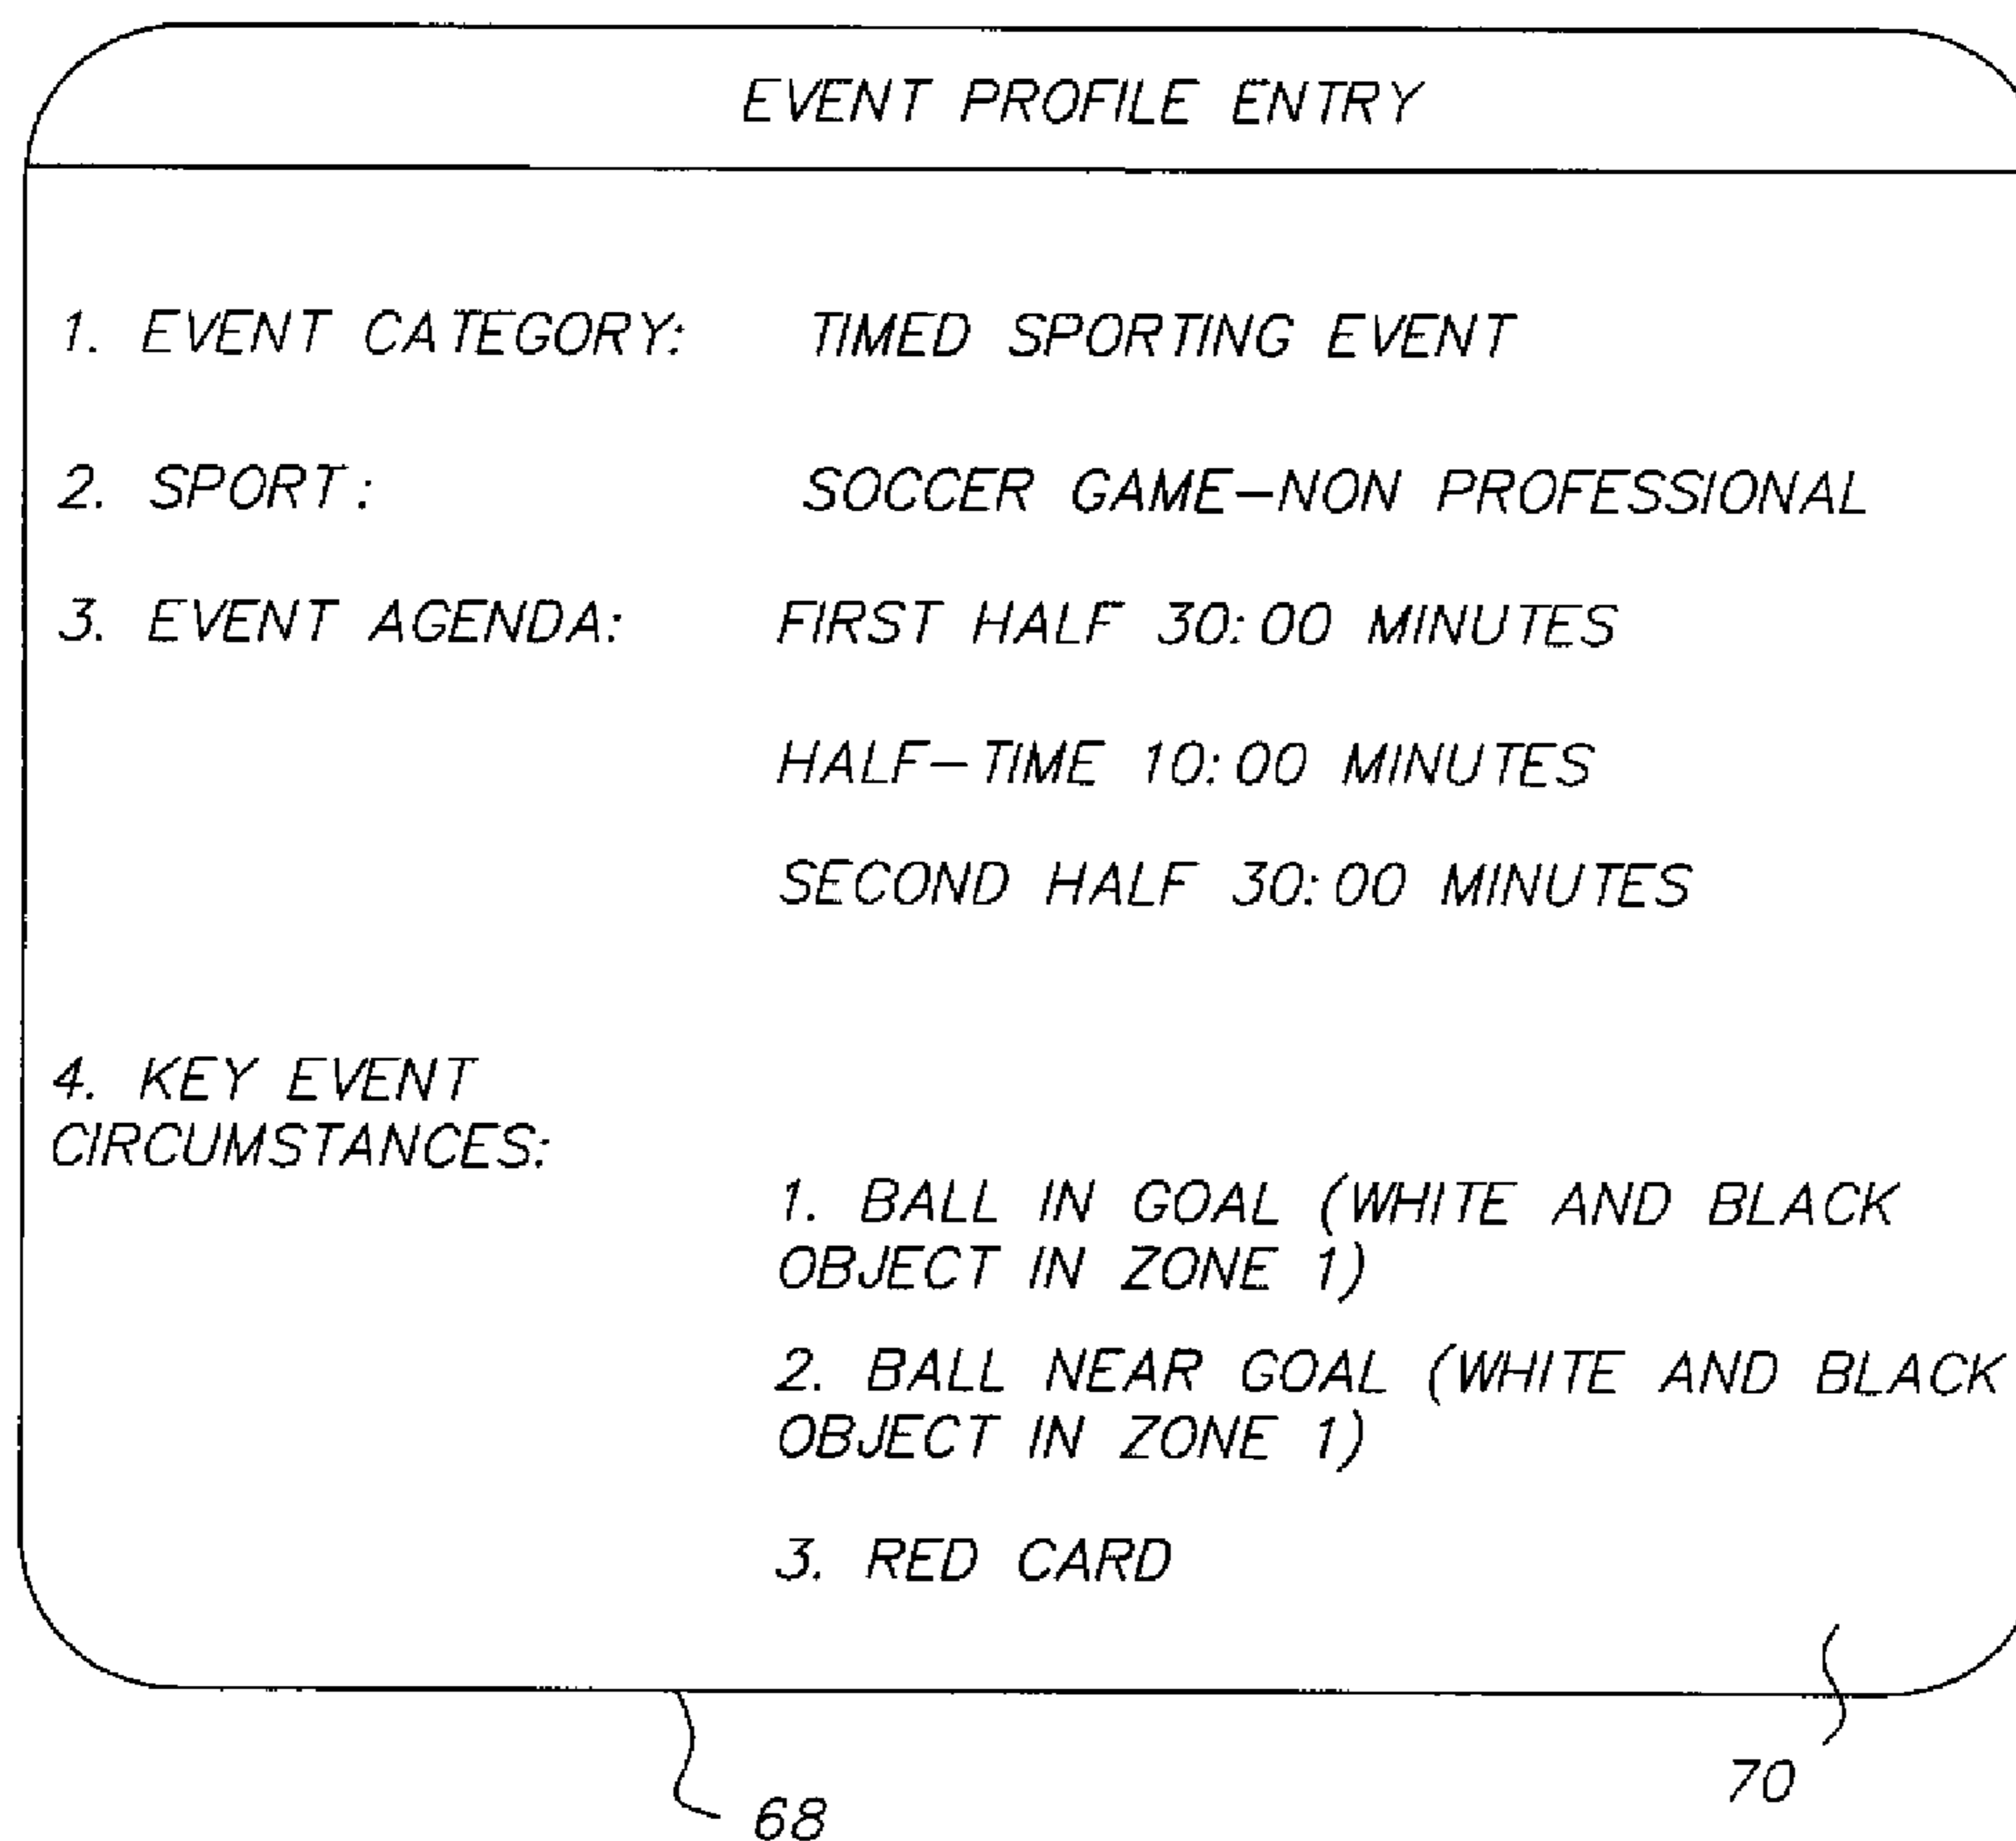 EVENT PROFILE ENTRY
1. EVENT CATEGORY: TIMED SPORTING EVENT
2. SPORT: SOCCER GAME–NON PROFESSIONAL
3. EVENT AGENDA: FIRST HALF 30:00 MINUTES
HALF–TIME 10:00 MINUTES
SECOND HALF 30:00 MINUTES
4. KEY EVENT
CIRCUMSTANCES:
1. BALL IN GOAL (WHITE AND BLACK
OBJECT IN ZONE 1)
2. BALL NEAR GOAL (WHITE AND BLACK
OBJECT IN ZONE 1)
3. RED CARD
70
68